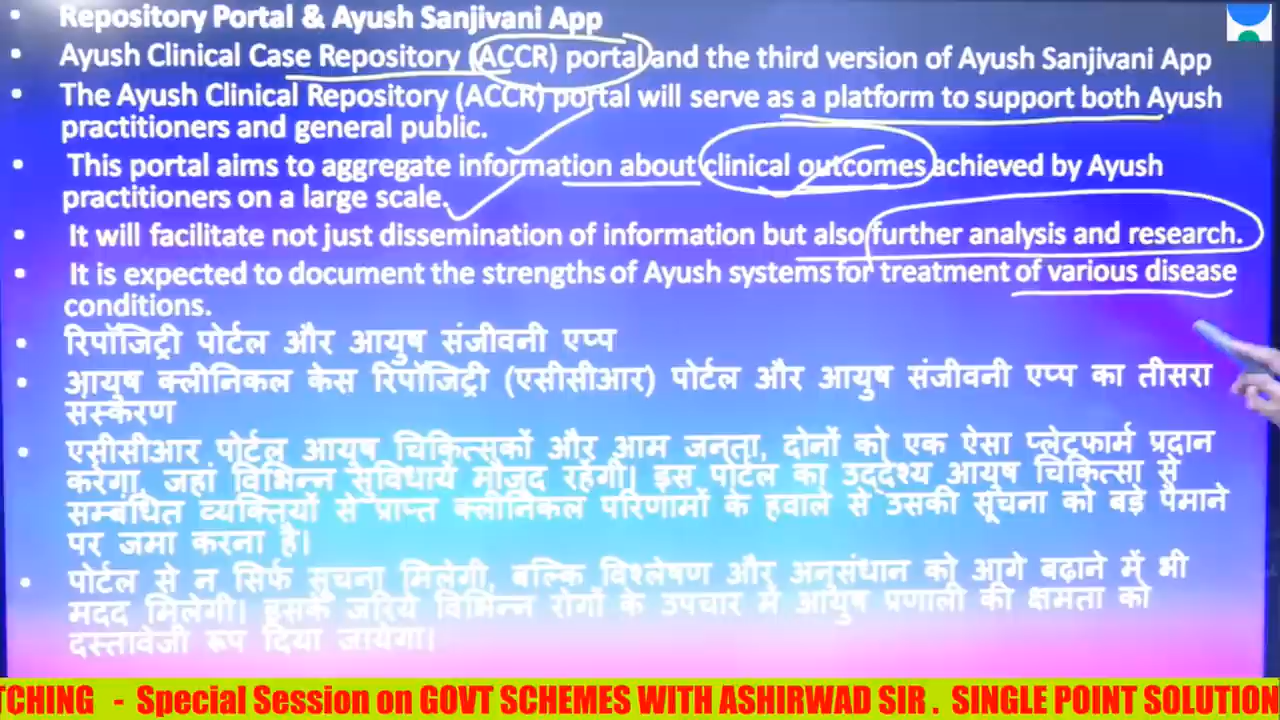 • Repository Portal & Ayush Sanjivani App
• Ayush Clinical Case Repository (ACCR) portal and the third version of Ayush Sanjivani App
• The Ayush Clinical Repository (ACCR) portal will serve as a platform to support both Ayush
practitioners and general public.
• This portal aims to aggregate information about clinical outcomes achieved by Ayush
practitioners on a large scale.
• It will facilitate not just dissemination of information but also further analysis and research.
• It is expected to document the strengths of Ayush systems for treatment of various disease
conditions.
• रिपॉजिट्री पोर्टल और आयुष संजीवनी एप्प
• आयुष क्लीनिकल केस रिपॉजिट्री (एसीसीआर) पोर्टल और आयुष संजीवनी एप्प का तीसरा
संस्करण
• एसीसीआर पोर्टल आयुष चिकित्सकों और आम जनता, दोनों को एक ऐसा प्लेटफार्म प्रदान
करेगा, जहां विभिन्न सुविधायें मौजूद रहेंगी। इस पोर्टल का उद्देश्य आयुष चिकित्सा से
सम्बंधित व्यक्तियों से प्राप्त क्लीनिकल परिणामों के हवाले से उसकी सूचना को बड़े पैमाने
पर जमा करना है।
• पोर्टल से न सिर्फ सूचना मिलेगी, बल्कि विश्लेषण और अनुसंधान को आगे बढ़ाने में भी
मदद मिलेगी। इसके जरिये विभिन्न रोगों के उपचार में आयुष प्रणाली की क्षमता को
दस्तावेजी रूप दिया जायेगा।
TCHING - Special Session on GOVT SCHEMES WITH ASHIRWAD SIR . SINGLE POINT SOLUTION